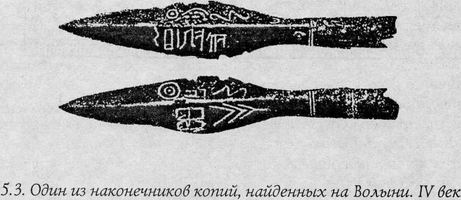 5.3. Один из наконечников копий, найденных на Волыни. IV век